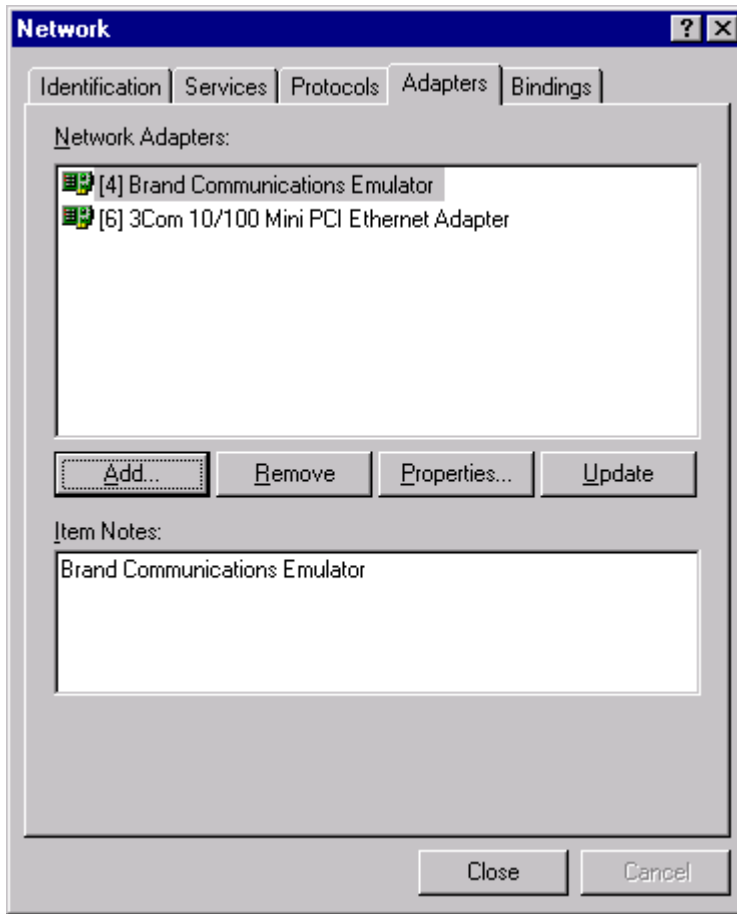 Network
Identification Services Protocols Adapters Bindings
Network Adapters:
[4] Brand Communications Emulator
[6] 3Com 10/100 Mini PCI Ethernet Adapter
Add... Remove Properties... Update
Item Notes:
Brand Communications Emulator
Close Cancel